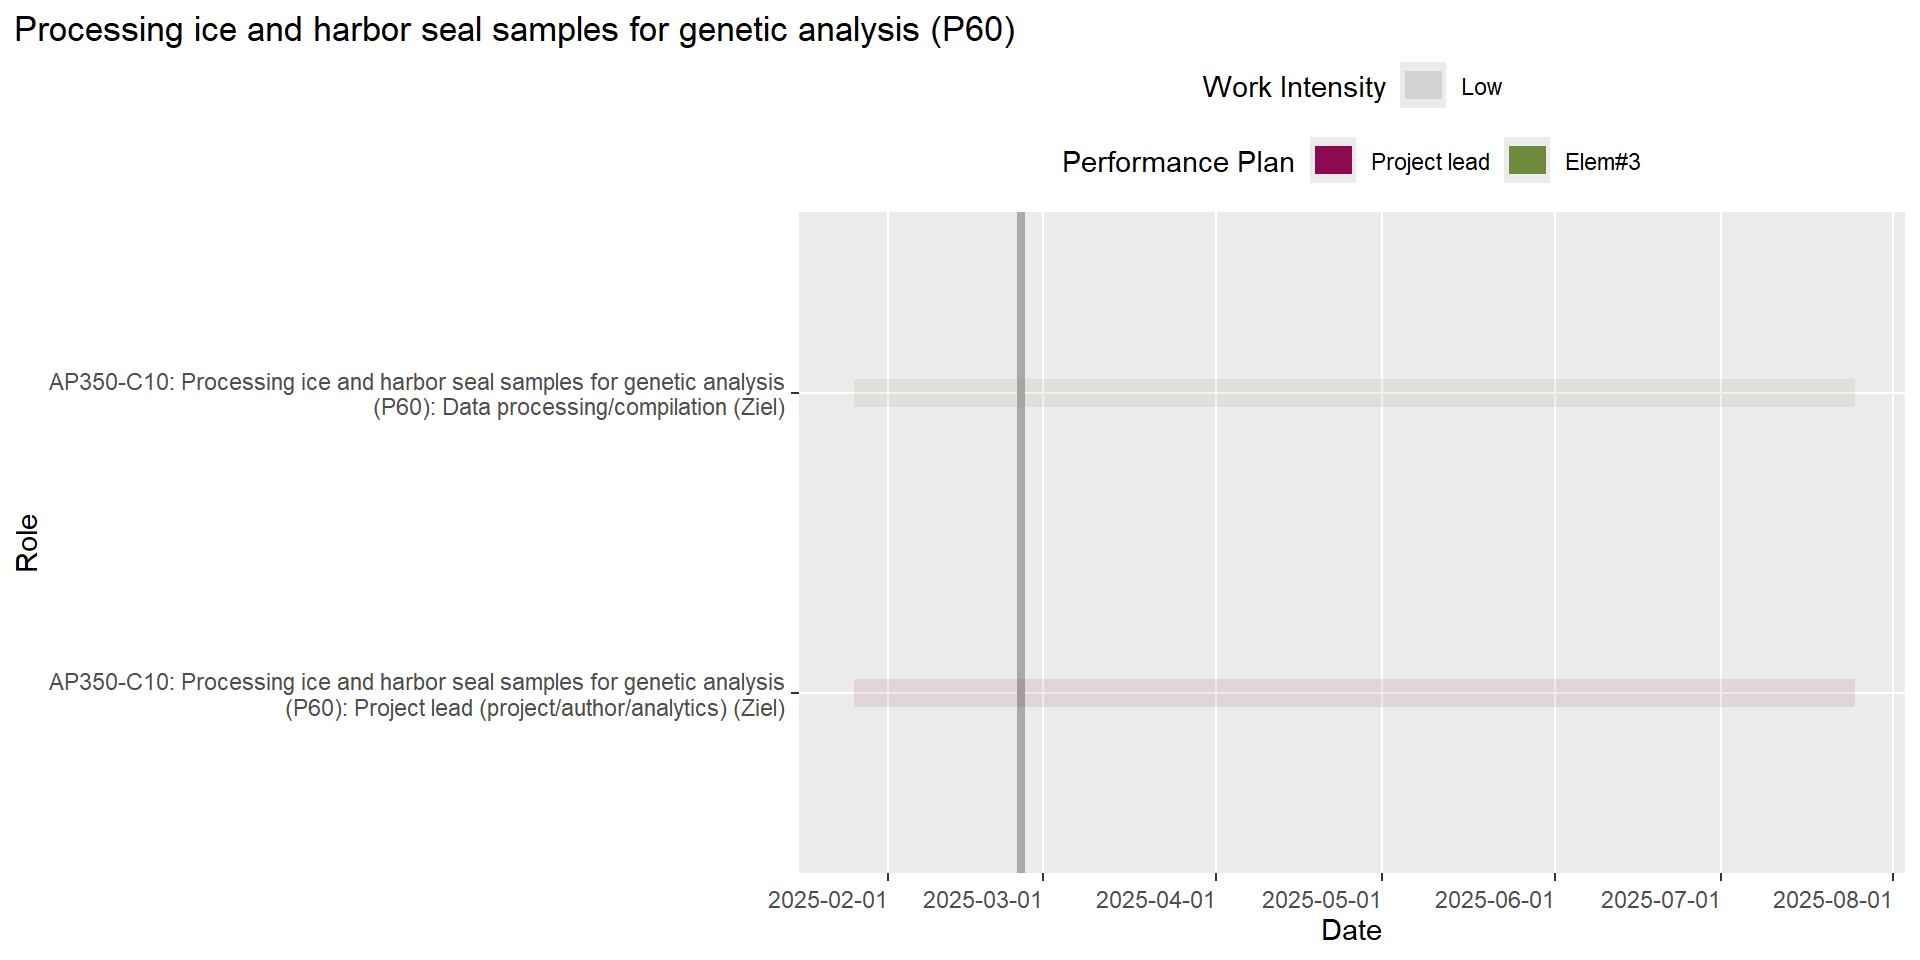 Processing ice and harbor seal samples for genetic analysis (P60)
Work Intensity Low
Performance Plan Project lead Elem#3
AP350-C10: Processing ice and harbor seal samples for genetic analysis
(P60): Data processing/compilation (Ziel)
Role
AP350-C10: Processing ice and harbor seal samples for genetic analysis
(P60): Project lead (project/author/analytics) (Ziel)
2025-02-01 2025-03-01 2025-04-01 2025-05-01 2025-06-01 2025-07-01 2025-08-01
Date